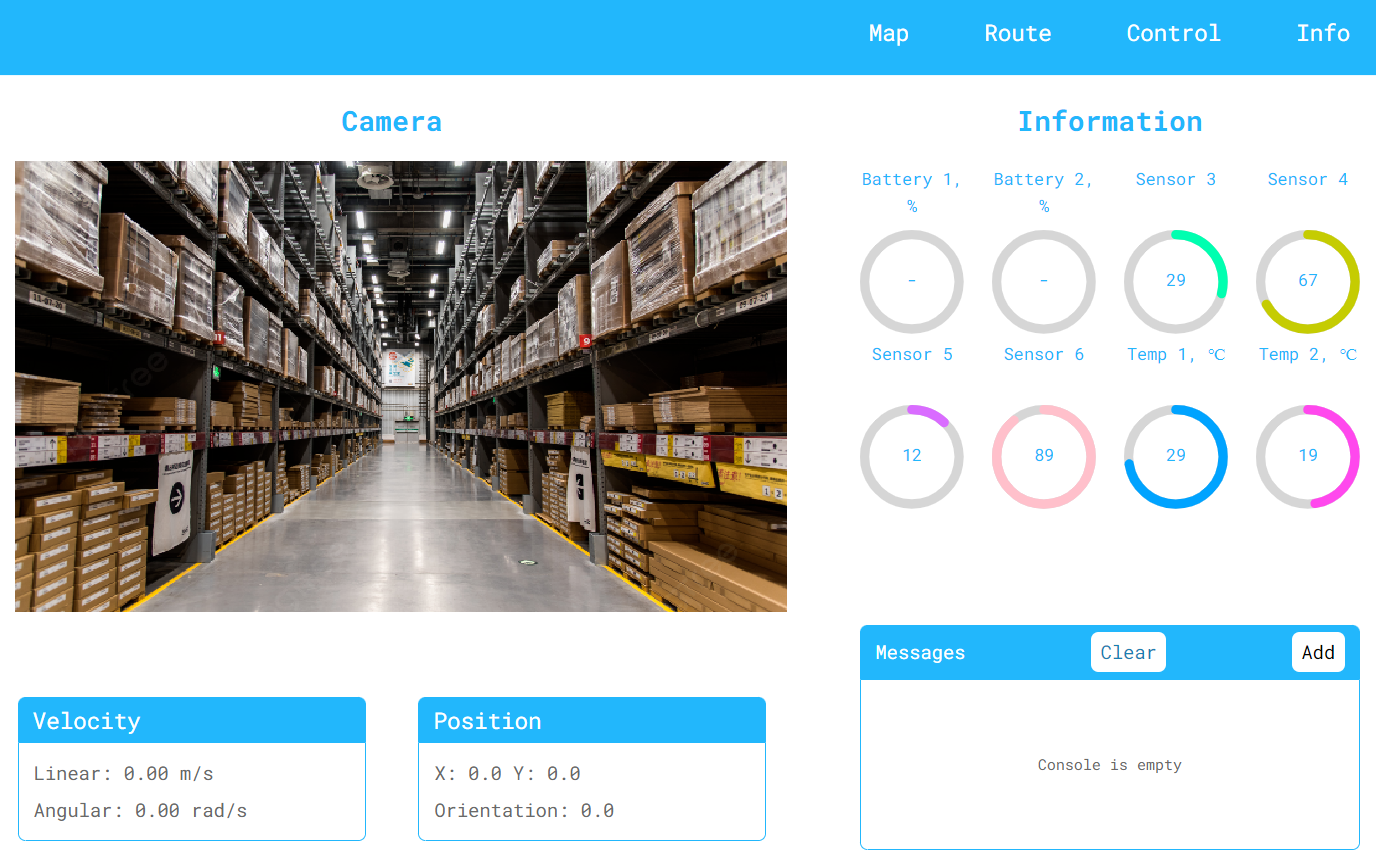 Map Route Control Info
Camera
Information
Battery 1, %
Battery 2, %
Sensor 3
Sensor 4
-
-
29
67
Sensor 5
Sensor 6
Temp 1, ℃
Temp 2, ℃
12
89
29
19
9
Messages
Clear
Add
Console is empty
Velocity
Linear: 0.00 m/s
Angular: 0.00 rad/s
Position
X: 0.0 Y: 0.0
Orientation: 0.0